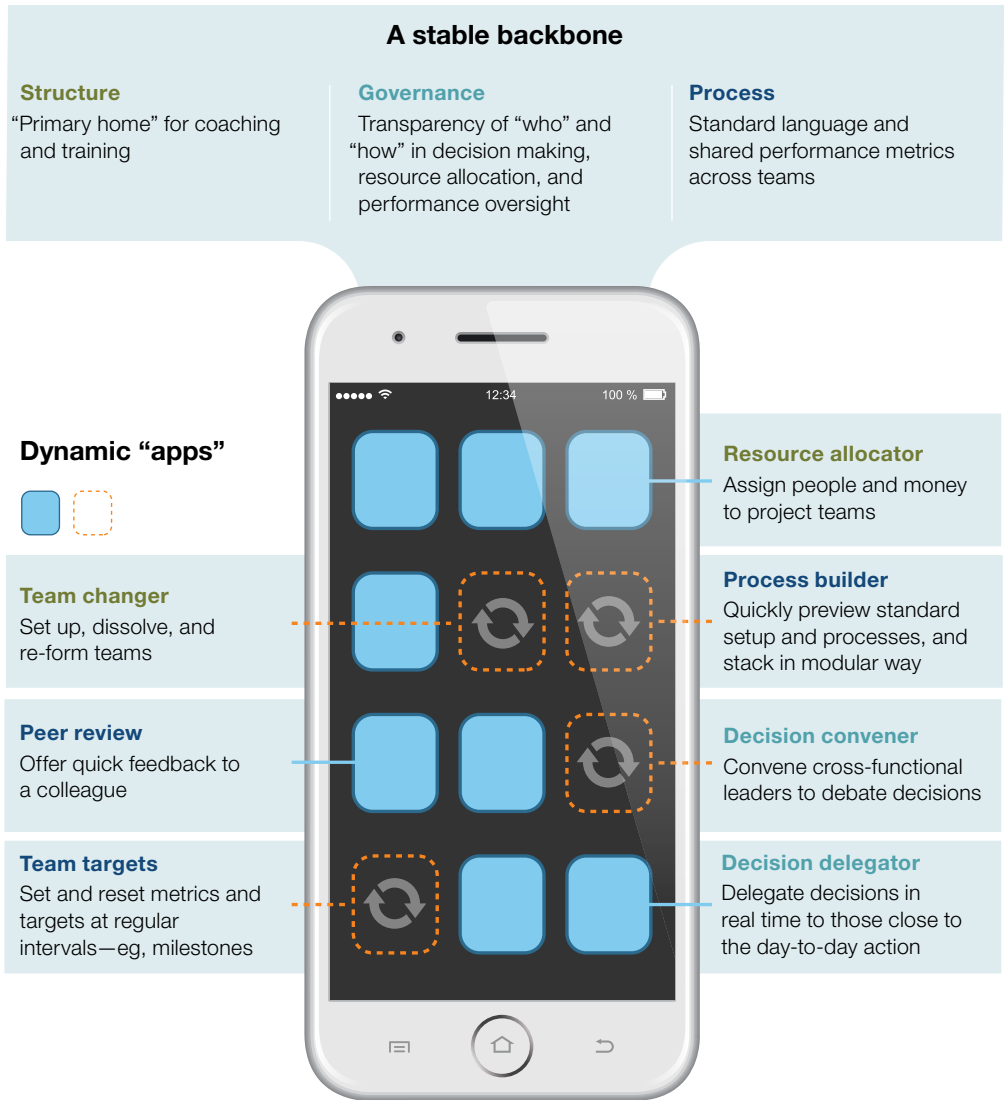 A stable backbone
Structure
“Primary home” for coaching
and training
Governance
Transparency of “who” and
“how” in decision making,
resource allocation, and
performance oversight
Process
Standard language and
shared performance metrics
across teams
12:34
100 %
Dynamic “apps”
Team changer
Set up, dissolve, and
re-form teams
Peer review
Offer quick feedback to
a colleague
Team targets
Set and reset metrics and
targets at regular
intervals—eg, milestones
Resource allocator
Assign people and money
to project teams
Process builder
Quickly preview standard
setup and processes, and
stack in modular way
Decision convener
Convene cross-functional
leaders to debate decisions
Decision delegator
Delegate decisions in
real time to those close to
the day-to-day action